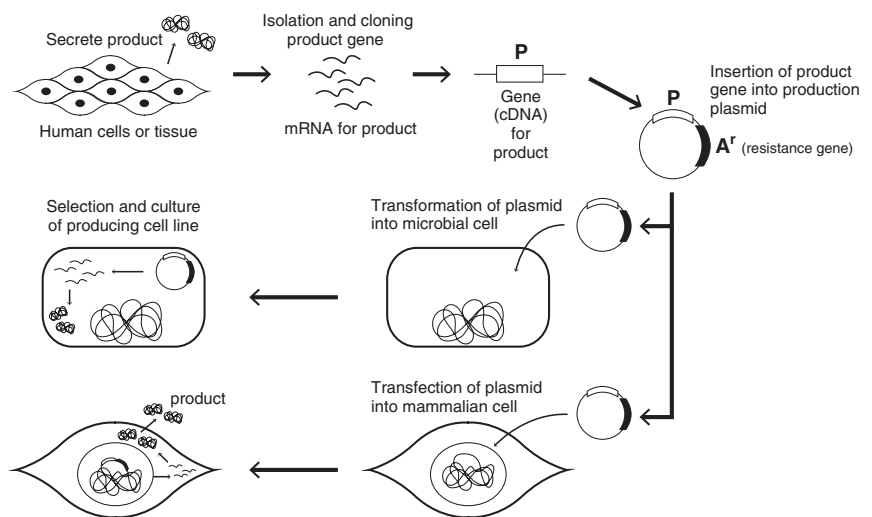 Secrete product
Human cells or tissue
Isolation and cloning
product gene
mRNA for product
P
Gene
(cDNA)
for
product
Insertion of product
gene into production
plasmid
P
Aʳ (resistance gene)
Selection and culture
of producing cell line
Transformation of plasmid
into microbial cell
product
Transfection of plasmid
into mammalian cell